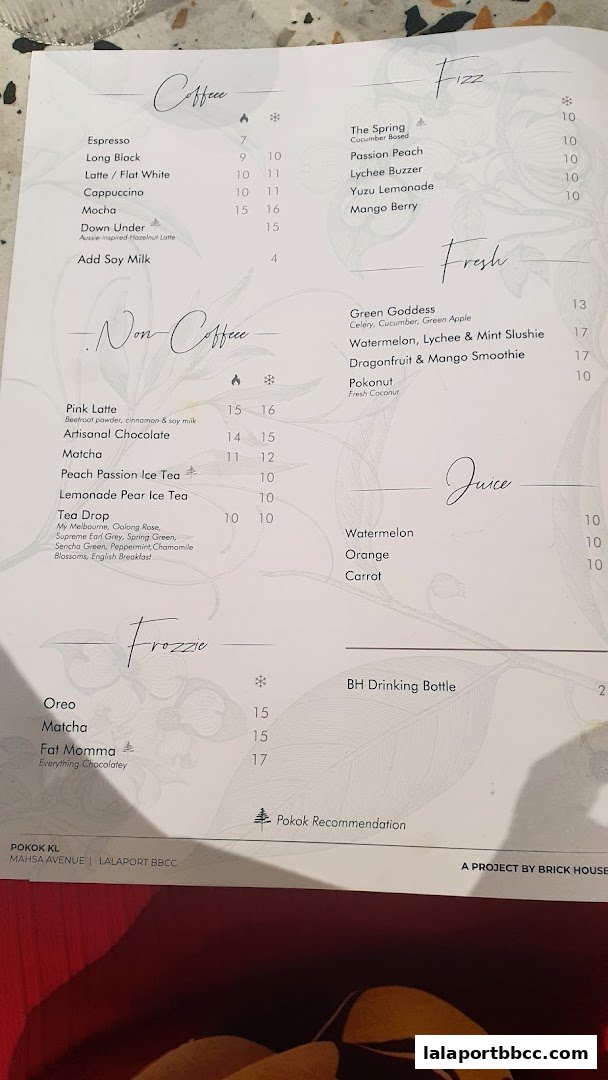 Coffeee
Espresso 7
Long Black 9 10
Latte / Flat White 10 11
Cappuccino 10 11
Mocha 15 16
Down Under 15
Aussie-inspired Hazelnut Latte
Add Soy Milk 4
Non-Coffeee
Pink Latte 15 16
Beetroot powder, cinnamon & soy milk
Artisanal Chocolate 14 15
Matcha 11 12
Peach Passion Ice Tea 10
Lemonade Pear Ice Tea 10
Tea Drop 10 10
My Melbourne, Oolong Rose,
Supreme Earl Grey, Spring Green,
Sencha Green, Peppermint,Chamomile
Blossoms, English Breakfast
Frozzie
Oreo 15
Matcha 15
Fat Momma 17
Everything Chocolatey
Fizz
The Spring 10
Cucumber Based
Passion Peach 10
Lychee Buzzer 10
Yuzu Lemonade 10
Mango Berry 10
Fresh
Green Goddess 13
Celery, Cucumber, Green Apple
Watermelon, Lychee & Mint Slushie 17
Dragonfruit & Mango Smoothie 17
Pokonut 10
Fresh Coconut
Juice
Watermelon 10
Orange 10
Carrot 10
BH Drinking Bottle 2
Pokok Recommendation
POKOK KL
MAHSA AVENUE | LALAPORT BBCC
A PROJECT BY BRICK HOUSE
lalaportbbcc.com